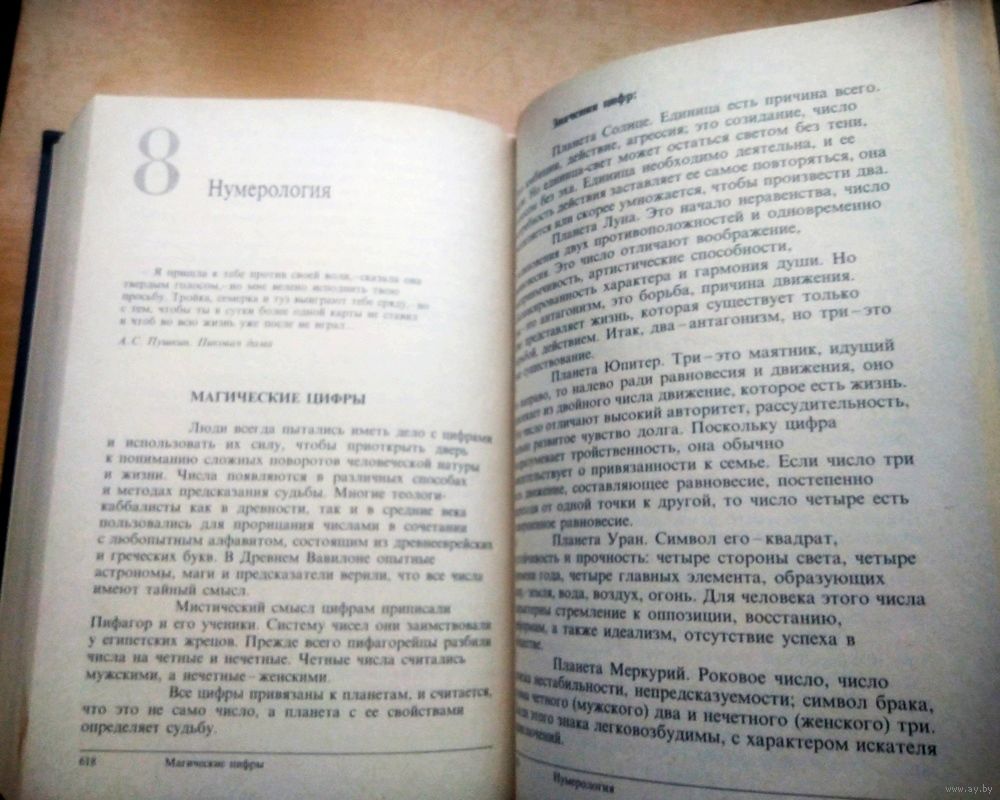 8
Нумерология
– Я пришла к тебе против своей воли,–сказала она
твердым голосом,–но мне велено исполнить твою
просьбу. Тройка, семерка и туз выиграют тебе сряду,–но
с тем, чтобы ты в сутки более одной карты не ставил
и чтоб во всю жизнь уже после не играл...
А. С. Пушкин. Пиковая дама
МАГИЧЕСКИЕ ЦИФРЫ
Люди всегда пытались иметь дело с цифрами
и использовать их силу, чтобы приоткрыть дверь
к пониманию сложных поворотов человеческой натуры
и жизни. Числа появляются в различных способах
и методах предсказания судьбы. Многие теологи-
каббалисты как в древности, так и в средние века
пользовались для прорицания числами в сочетании
с любопытным алфавитом, состоящим из древнееврейских
и греческих букв. В Древнем Вавилоне опытные
астрономы, маги и предсказатели верили, что все числа
имеют тайный смысл.
Мистический смысл цифрам приписали
Пифагор и его ученики. Систему чисел они заимствовали
у египетских жрецов. Прежде всего пифагорейцы разбили
числа на четные и нечетные. Четные числа считались
мужскими, а нечетные–женскими.
Все цифры привязаны к планетам, и считается,
что это не само число, а планета с ее свойствами
определяет судьбу.
618 Магические цифры
Значения цифр:
Планета Солнце. Единица есть причина всего.
амбиции, действие, агрессия; это созидание, число
Но единица-свет может остаться светом без тени,
без зла. Единица необходимо деятельна, и ее
действия заставляет ее самое повторяться, она
или скорее умножается, чтобы произвести два.
Планета Луна. Это начало неравенства, число
двух противоположностей и одновременно
Это число отличают воображение,
артистические способности,
характера и гармония души. Но
это антагонизм, это борьба, причина движения.
представляет жизнь, которая существует только
действием. Итак, два–антагонизм, но три–это
существование.
Планета Юпитер. Три–это маятник, идущий
направо, то налево ради равновесия и движения, оно
из двойного числа движение, которое есть жизнь.
число отличают высокий авторитет, рассудительность,
развитое чувство долга. Поскольку цифра
тройственность, она обычно
о привязанности к семье. Если число три
движение, составляющее равновесие, постепенно
от одной точки к другой, то число четыре есть
равновесие.
Планета Уран. Символ его–квадрат,
и прочность: четыре стороны света, четыре
года, четыре главных элемента, образующих
земля, вода, воздух, огонь. Для человека этого числа
стремление к оппозиции, восстанию,
а также идеализм, отсутствие успеха в
Планета Меркурий. Роковое число, число
нестабильности, непредсказуемости; символ брака,
четного (мужского) два и нечетного (женского) три.
этого знака легковозбудимы, с характером искателя
Нумерология
www.ay.by